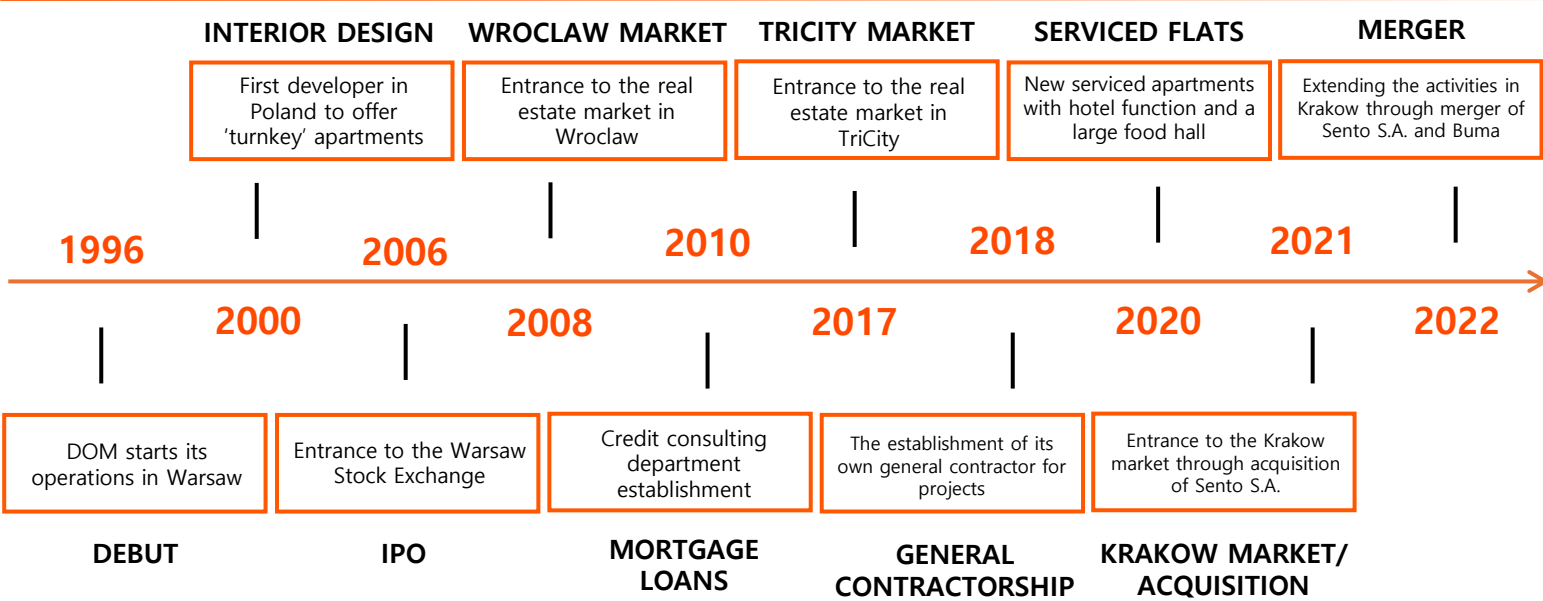 INTERIOR DESIGN
First developer in
Poland to offer
‘turnkey’ apartments
WROCLAW MARKET
Entrance to the real
estate market in
Wroclaw
TRICITY MARKET
Entrance to the real
estate market in
TriCity
SERVICED FLATS
New serviced apartments
with hotel function and a
large food hall
MERGER
Extending the activities in
Krakow through merger of
Sento S.A. and Buma
1996
2006
2010
2018
2021
2000
2008
2017
2020
2022
DOM starts its
operations in Warsaw
DEBUT
Entrance to the Warsaw
Stock Exchange
IPO
Credit consulting
department
establishment
MORTGAGE
LOANS
The establishment of its
own general contractor for
projects
GENERAL
CONTRACTORSHIP
Entrance to the Krakow
market through acquisition
of Sento S.A.
KRAKOW MARKET/
ACQUISITION